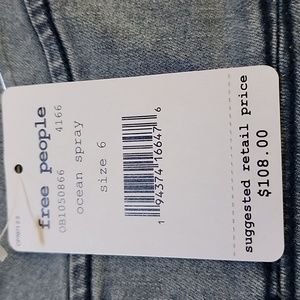 free people
OB1050866 4166
ocean spray
size 6
1 94374 16647 6
suggested retail price
$108.00